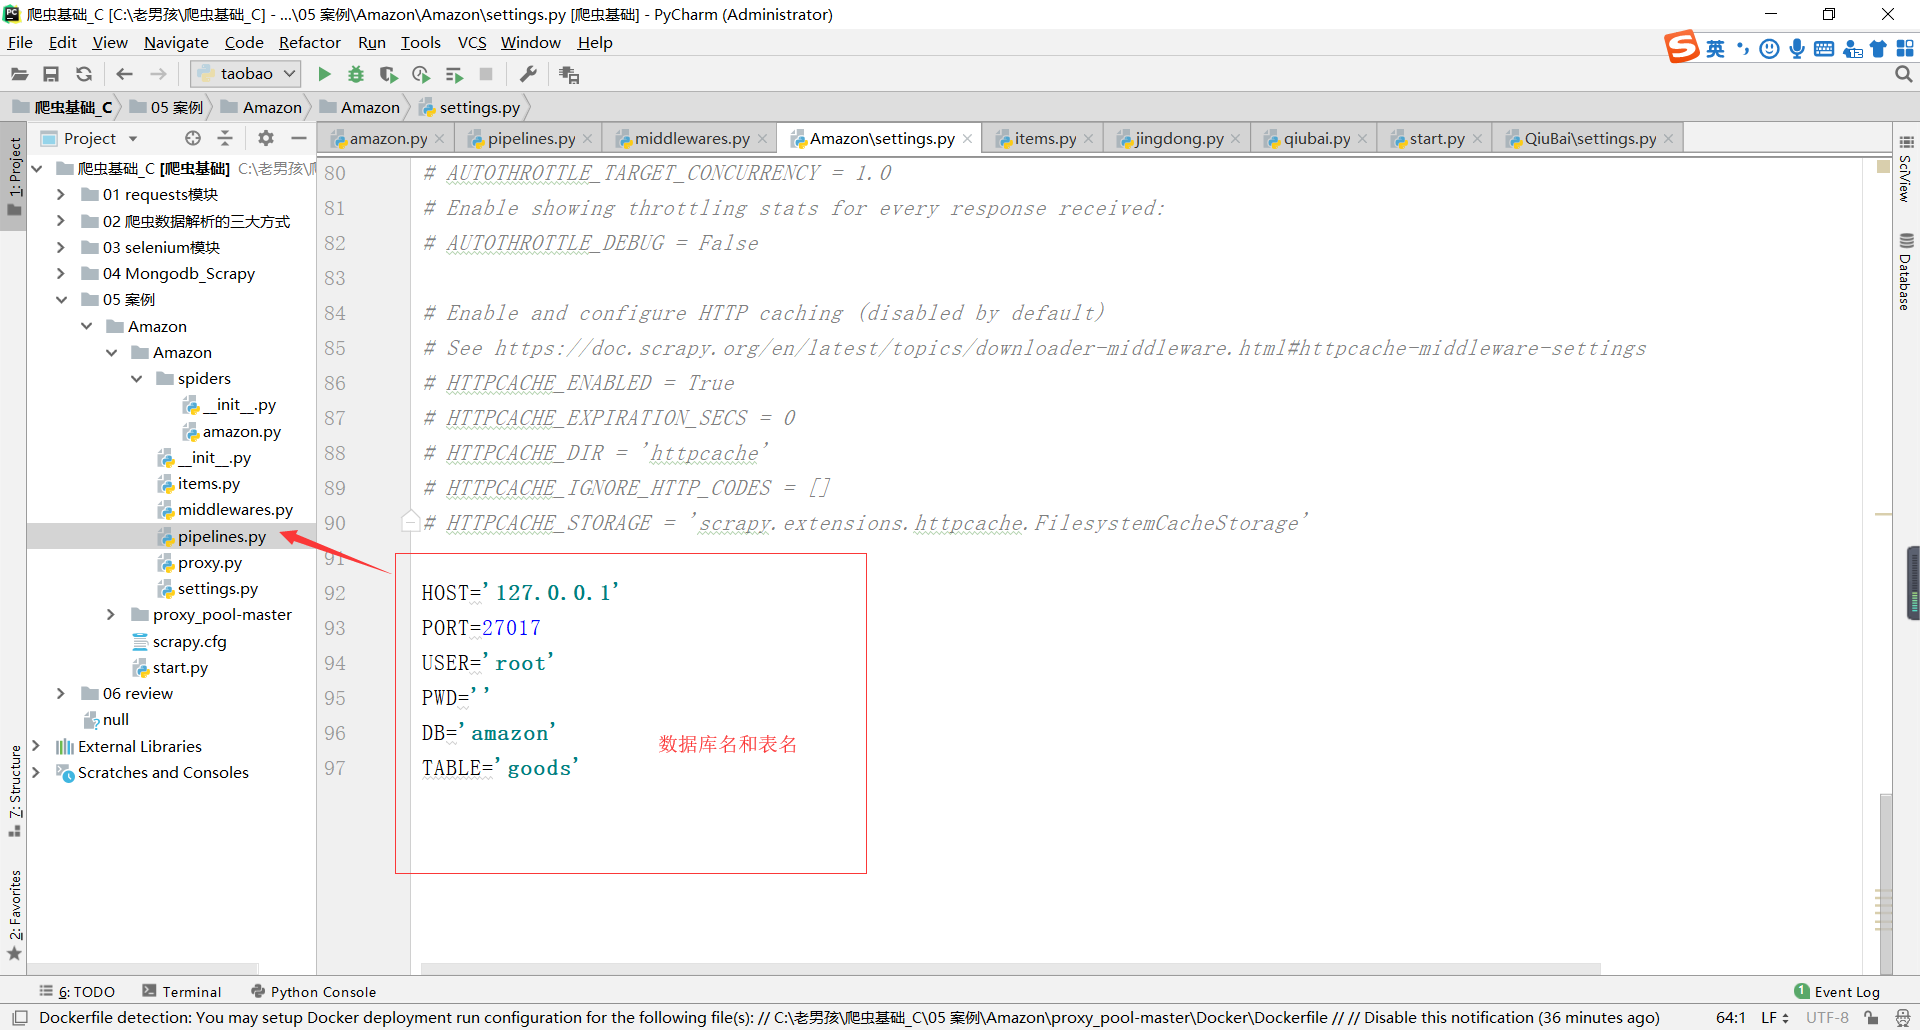 爬虫基础_C [C:\老男孩\爬虫基础_C] - ...\05 案例\Amazon\Amazon\settings.py [爬虫基础] - PyCharm (Administrator)
File Edit View Navigate Code Refactor Run Tools VCS Window Help
英
taobao
爬虫基础_C 05 案例 Amazon Amazon settings.py
1: Project
Project
amazon.py pipelines.py middlewares.py Amazon\settings.py items.py jingdong.py qiubai.py start.py QiuBai\settings.py
爬虫基础_C [爬虫基础] C:\老男孩\
01 requests模块
02 爬虫数据解析的三大方式
03 selenium模块
04 Mongodb_Scrapy
05 案例
Amazon
Amazon
spiders
__init__.py
amazon.py
__init__.py
items.py
middlewares.py
pipelines.py
proxy.py
settings.py
proxy_pool-master
scrapy.cfg
start.py
06 review
null
External Libraries
Scratches and Consoles
7: Structure
2: Favorites
80 # AUTOTHROTTLE_TARGET_CONCURRENCY = 1.0
81 # Enable showing throttling stats for every response received:
82 # AUTOTHROTTLE_DEBUG = False
83
84 # Enable and configure HTTP caching (disabled by default)
85 # See https://doc.scrapy.org/en/latest/topics/downloader-middleware.html#httpcache-middleware-settings
86 # HTTPCACHE_ENABLED = True
87 # HTTPCACHE_EXPIRATION_SECS = 0
88 # HTTPCACHE_DIR = 'httpcache'
89 # HTTPCACHE_IGNORE_HTTP_CODES = []
90 # HTTPCACHE_STORAGE = 'scrapy.extensions.httpcache.FilesystemCacheStorage'
91
92 HOST='127.0.0.1'
93 PORT=27017
94 USER='root'
95 PWD=''
96 DB='amazon'
数据库名和表名
97 TABLE='goods'
SciView
Database
6: TODO Terminal Python Console
1 Event Log
Dockerfile detection: You may setup Docker deployment run configuration for the following file(s): // C:\老男孩\爬虫基础_C\05 案例\Amazon\proxy_pool-master\Docker\Dockerfile // // Disable this notification (36 minutes ago) 64:1 LF UTF-8